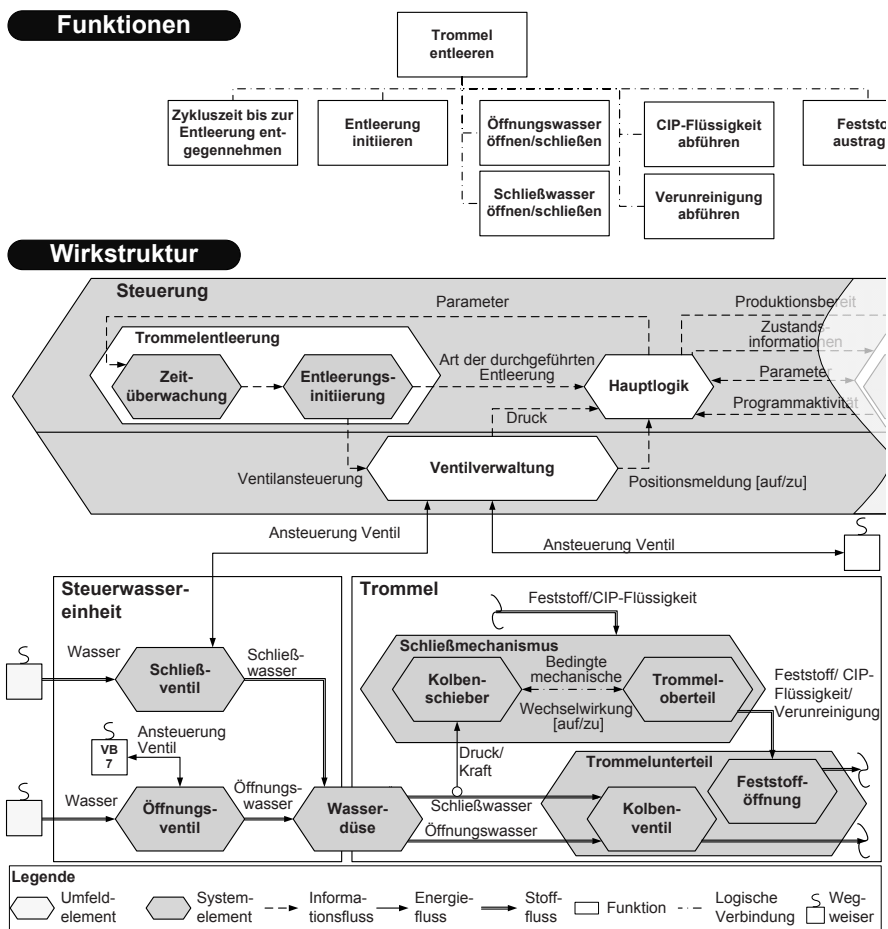 Funktionen
Trommel
entleeren
Zykluszeit bis zur
Entleerung ent-
gegennehmen
Entleerung
initiieren
Öffnungswasser
öffnen/schließen
CIP-Flüssigkeit
abführen
Feststo
austrag
Schließwasser
öffnen/schließen
Verunreinigung
abführen
Wirkstruktur
Steuerung
Parameter
Produktionsbereit
Trommelentleerung
Zustands-
informationen
Zeit-
überwachung
Entleerungs-
initiierung
Art der durchgeführten
Entleerung
Hauptlogik
Parameter
Programmaktivität
Druck
Ventilansteuerung
Ventilverwaltung
Positionsmeldung [auf/zu]
Ansteuerung Ventil
Ansteuerung Ventil
Steuerwasser-
einheit
Trommel
Feststoff/CIP-Flüssigkeit
Wasser
Schließ-
ventil
Schließ-
wasser
Schließmechanismus
Kolben-
schieber
Bedingte
mechanische
Wechselwirkung
[auf/zu]
Trommel-
oberteil
Feststoff/ CIP-
Flüssigkeit/
Verunreinigung
Ansteuerung
Ventil
VB
7
Druck/
Kraft
Trommelunterteil
Feststoff-
öffnung
Wasser
Öffnungs-
ventil
Öffnungs-
wasser
Wasser-
düse
Schließwasser
Öffnungswasser
Kolben-
ventil
Legende
Umfeld-
element
System-
element
Informa-
tionsfluss
Energie-
fluss
Stoff-
fluss
Funktion
Logische
Verbindung
Weg-
weiser